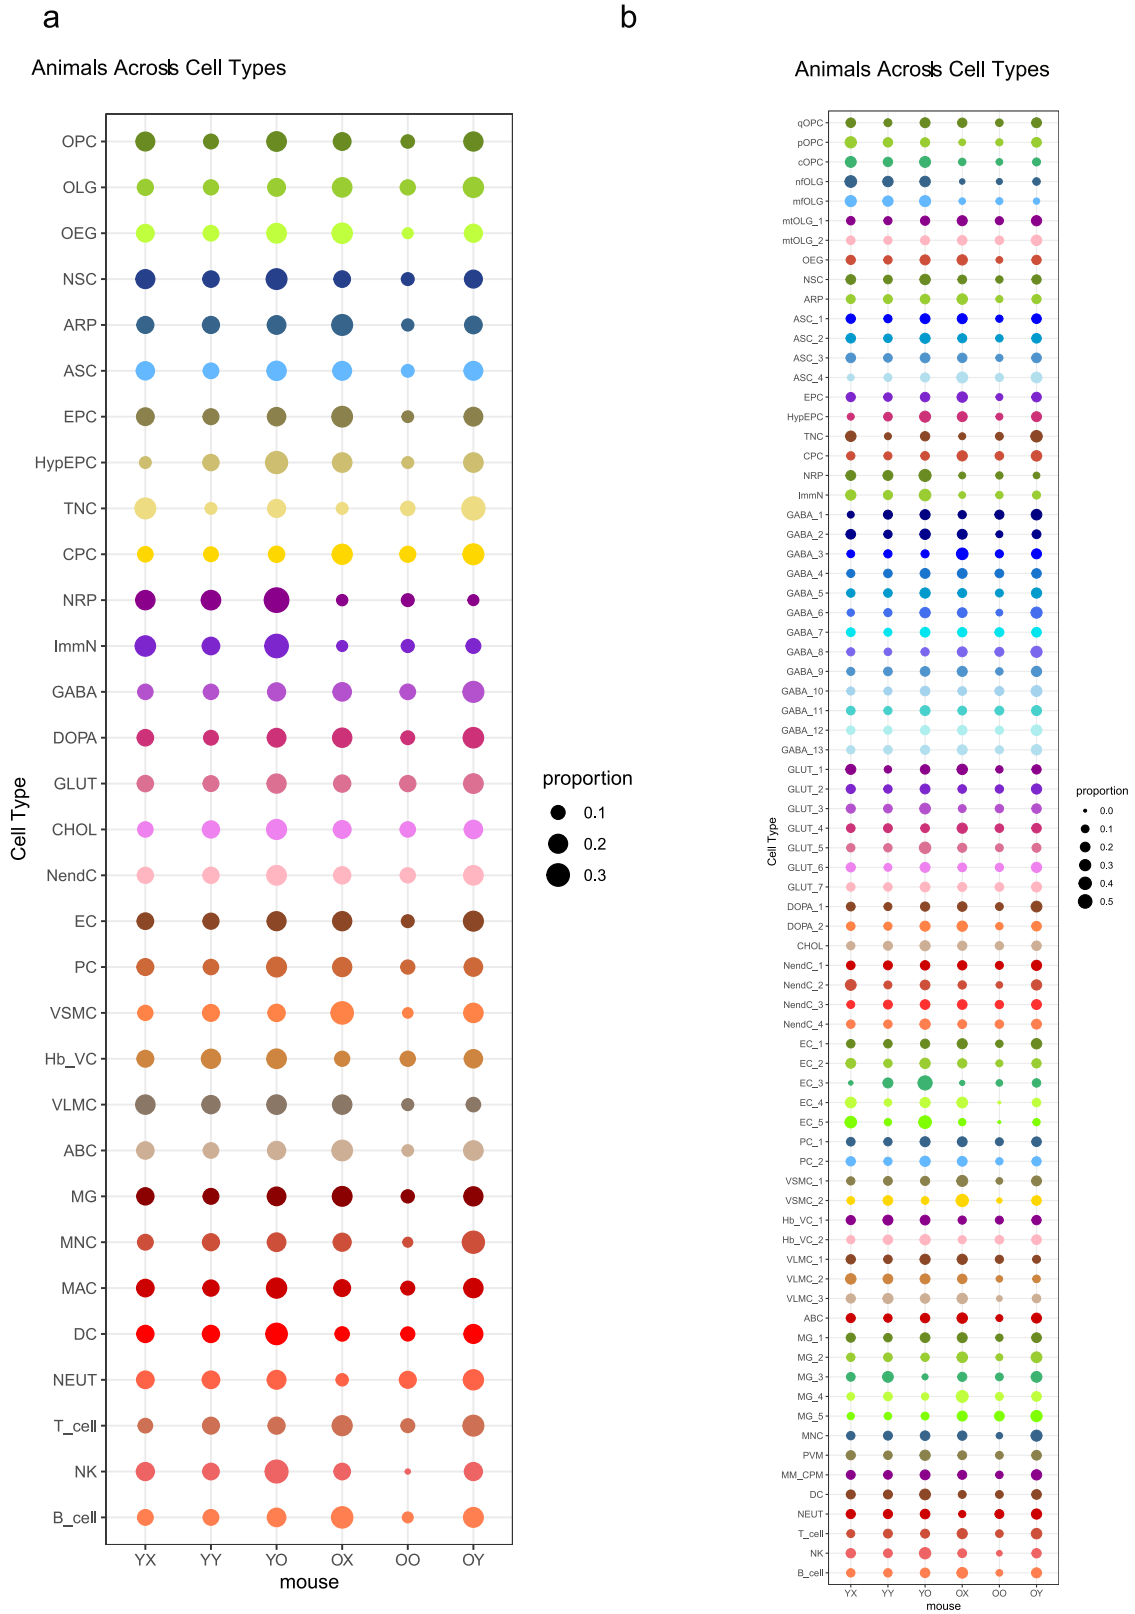 a
Animals Across Cell Types
OPC
OLG
OEG
NSC
ARP
ASC
EPC
HypEPC
TNC
CPC
NRP
ImmN
GABA
DOPA
GLUT
CHOL
NendC
EC
PC
VSMC
Hb_VC
VLMC
ABC
MG
MNC
MAC
DC
NEUT
T_cell
NK
B_cell
Cell Type
YX YY YO OX OO OY
mouse
proportion
0.1
0.2
0.3
b
Animals Across Cell Types
qOPC
pOPC
cOPC
nfOLG
mfOLG
mtOLG_1
mtOLG_2
OEG
NSC
ARP
ASC_1
ASC_2
ASC_3
ASC_4
EPC
HypEPC
TNC
CPC
NRP
ImmN
GABA_1
GABA_2
GABA_3
GABA_4
GABA_5
GABA_6
GABA_7
GABA_8
GABA_9
GABA_10
GABA_11
GABA_12
GABA_13
GLUT_1
GLUT_2
GLUT_3
GLUT_4
GLUT_5
GLUT_6
GLUT_7
DOPA_1
DOPA_2
CHOL
NendC_1
NendC_2
NendC_3
NendC_4
EC_1
EC_2
EC_3
EC_4
EC_5
PC_1
PC_2
VSMC_1
VSMC_2
Hb_VC_1
Hb_VC_2
VLMC_1
VLMC_2
VLMC_3
ABC
MG_1
MG_2
MG_3
MG_4
MG_5
MNC
PVM
MM_CPM
DC
NEUT
T_cell
NK
B_cell
Cell Type
YX YY YO OX OO OY
mouse
proportion
0.0
0.1
0.2
0.3
0.4
0.5